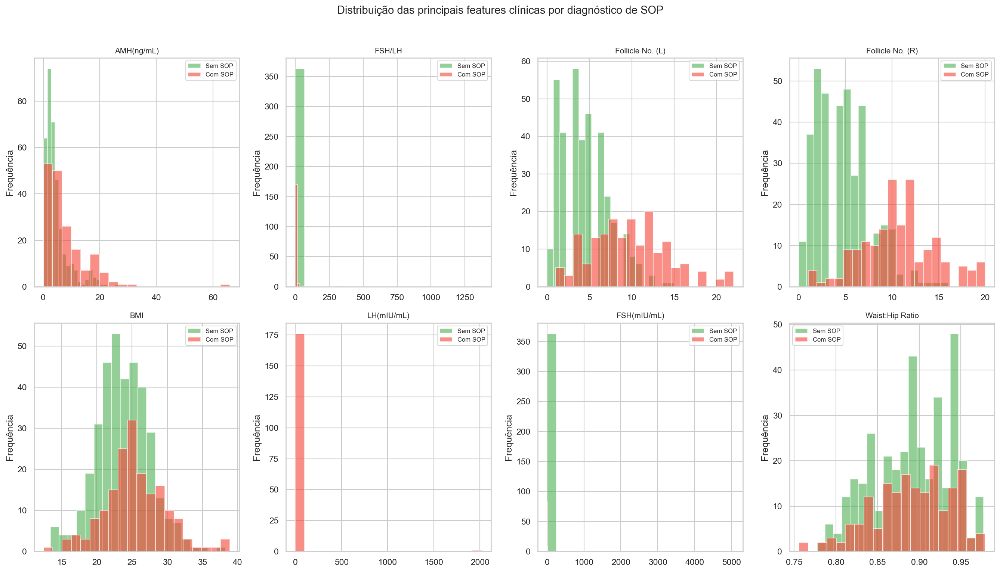 Distribuição das principais features clínicas por diagnóstico de SOP
AMH(ng/mL)
Sem SOP
Com SOP
Frequência
80
60
40
20
0
0 20 40 60
FSH/LH
Sem SOP
Com SOP
Frequência
350
300
250
200
150
100
50
0
0 250 500 750 1000 1250
Follicle No. (L)
Sem SOP
Com SOP
Frequência
60
50
40
30
20
10
0
0 5 10 15 20
Follicle No. (R)
Sem SOP
Com SOP
Frequência
50
40
30
20
10
0
0 5 10 15 20
BMI
Sem SOP
Com SOP
Frequência
50
40
30
20
10
0
15 20 25 30 35 40
LH(mIU/mL)
Sem SOP
Com SOP
Frequência
175
150
125
100
75
50
25
0
0 500 1000 1500 2000
FSH(mIU/mL)
Sem SOP
Com SOP
Frequência
350
300
250
200
150
100
50
0
0 1000 2000 3000 4000 5000
Waist:Hip Ratio
Sem SOP
Com SOP
Frequência
50
40
30
20
10
0
0.75 0.80 0.85 0.90 0.95